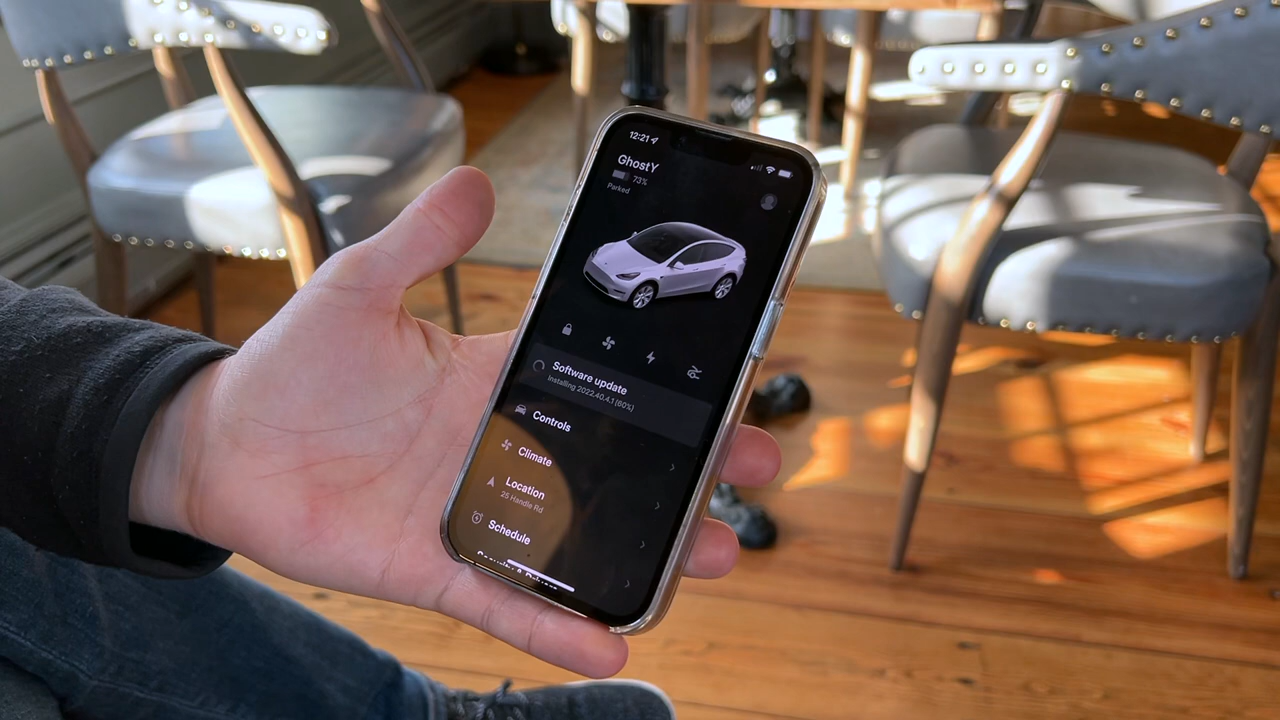 12:21
GhostY
73%
Parked
Software update
Installing 2022.40.4.1 (60%)
Controls
Climate
Location
25 Handle Rd
Schedule